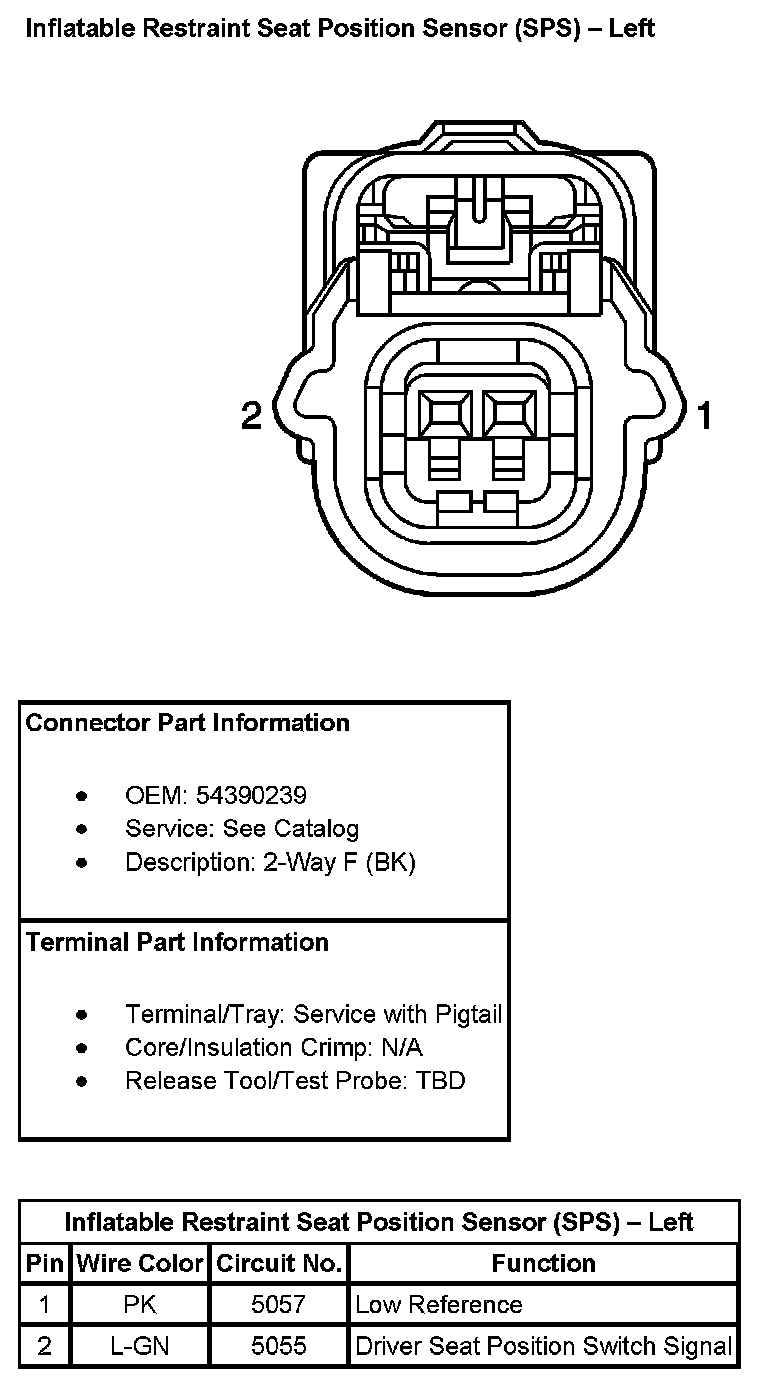 Inflatable Restraint Seat Position Sensor (SPS) – Left
2 1
Connector Part Information
• OEM: 54390239
• Service: See Catalog
• Description: 2-Way F (BK)
Terminal Part Information
• Terminal/Tray: Service with Pigtail
• Core/Insulation Crimp: N/A
• Release Tool/Test Probe: TBD
Inflatable Restraint Seat Position Sensor (SPS) – Left
Pin Wire Color Circuit No. Function
1 PK 5057 Low Reference
2 L-GN 5055 Driver Seat Position Switch Signal